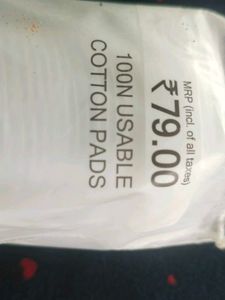 MRP (incl. of all taxes)
₹79.00
100N USABLE
COTTON PADS